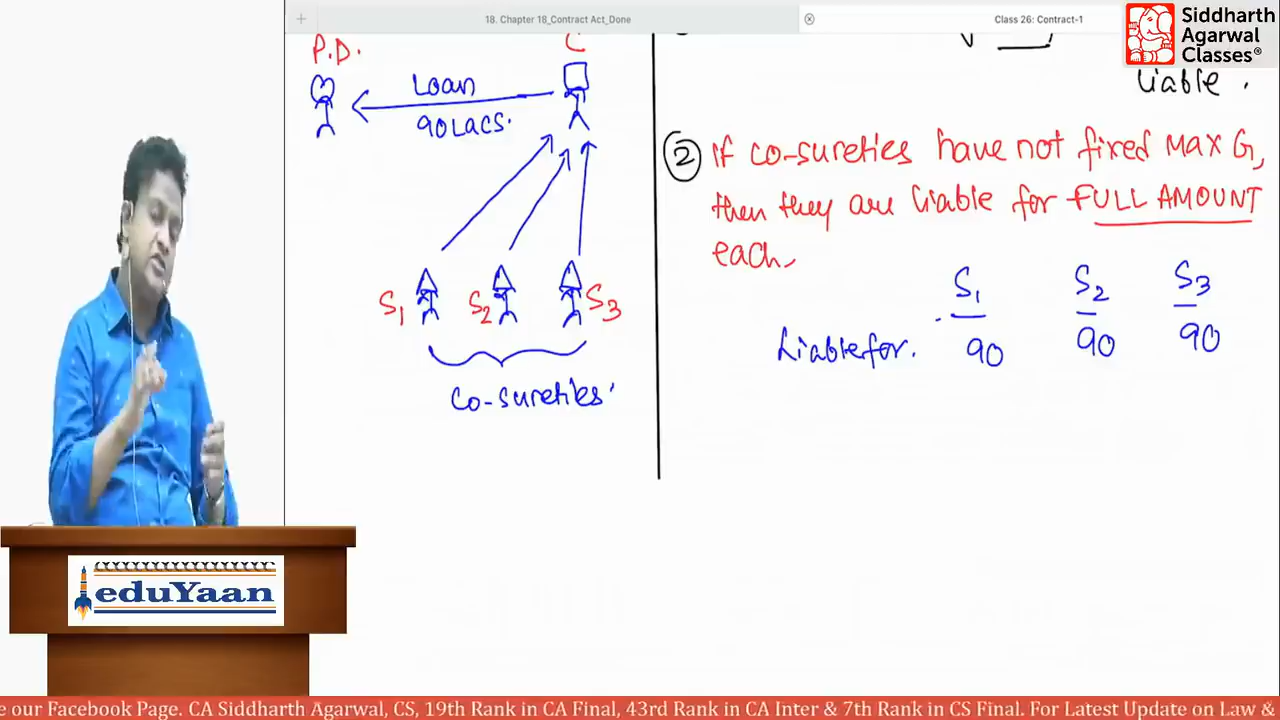 18. Chapter 18_Contract Act_Done
Class 26: Contract-1
Siddharth
Agarwal
Classes®
P.D.
C
Loan
90 Lacs.
S1
S2
S3
Co-sureties
liable.
2 If co-sureties have not fixed Max G,
then they are liable for FULL AMOUNT
each,
S1 S2 S3
Liable for. 90 90 90
eduYaan
e our Facebook Page. CA Siddharth Agarwal, CS, 19th Rank in CA Final, 43rd Rank in CA Inter & 7th Rank in CS Final. For Latest Update on Law &